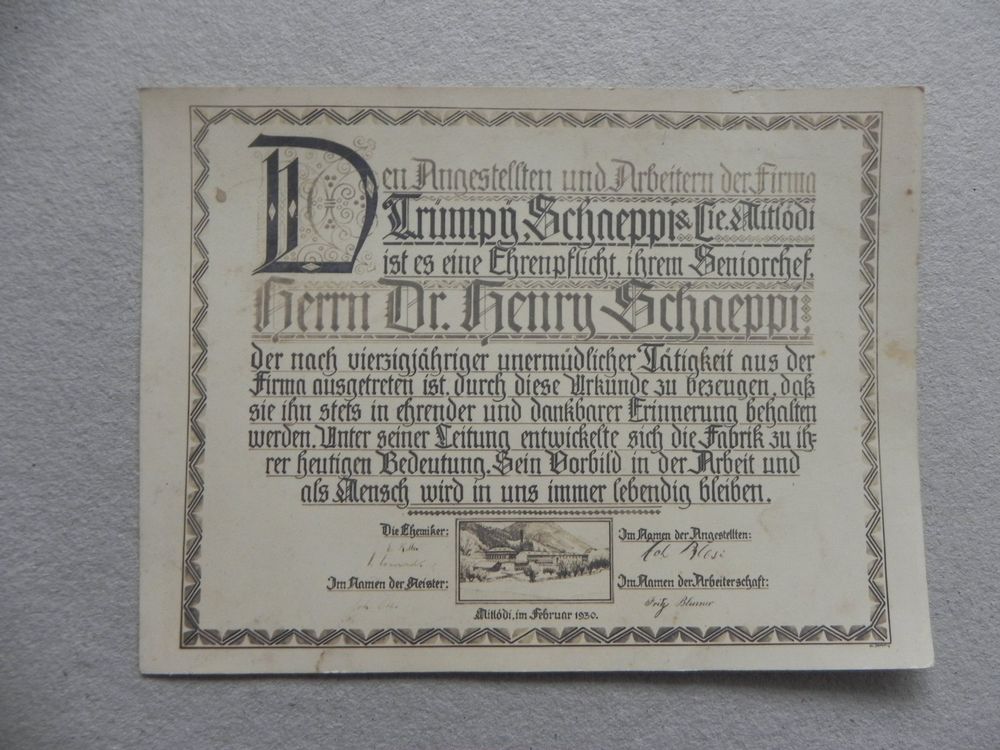 Den Angestellten und Arbeitern der Firma
Trümpÿ, Schaeppi & Cie. Mitlödi
ist es eine Ehrenpflicht, ihrem Seniorchef,
Herrn Dr. Henry Schaeppi,
der nach vierzigjähriger unermüdlicher Tätigkeit aus der
Firma ausgetreten ist, durch diese Urkunde zu bezeugen, daß
sie ihn stets in ehrender und dankbarer Erinnerung behalten
werden. Unter seiner Leitung entwickelte sich die Fabrik zu ih-
rer heutigen Bedeutung. Sein Vorbild in der Arbeit und
als Mensch wird in uns immer lebendig bleiben.
Die Chemiker:
Im Namen der Angestellten:
Im Namen der Meister:
Im Namen der Arbeiterschaft:
Fritz Blumer
Mitlödi, im Februar 1930.